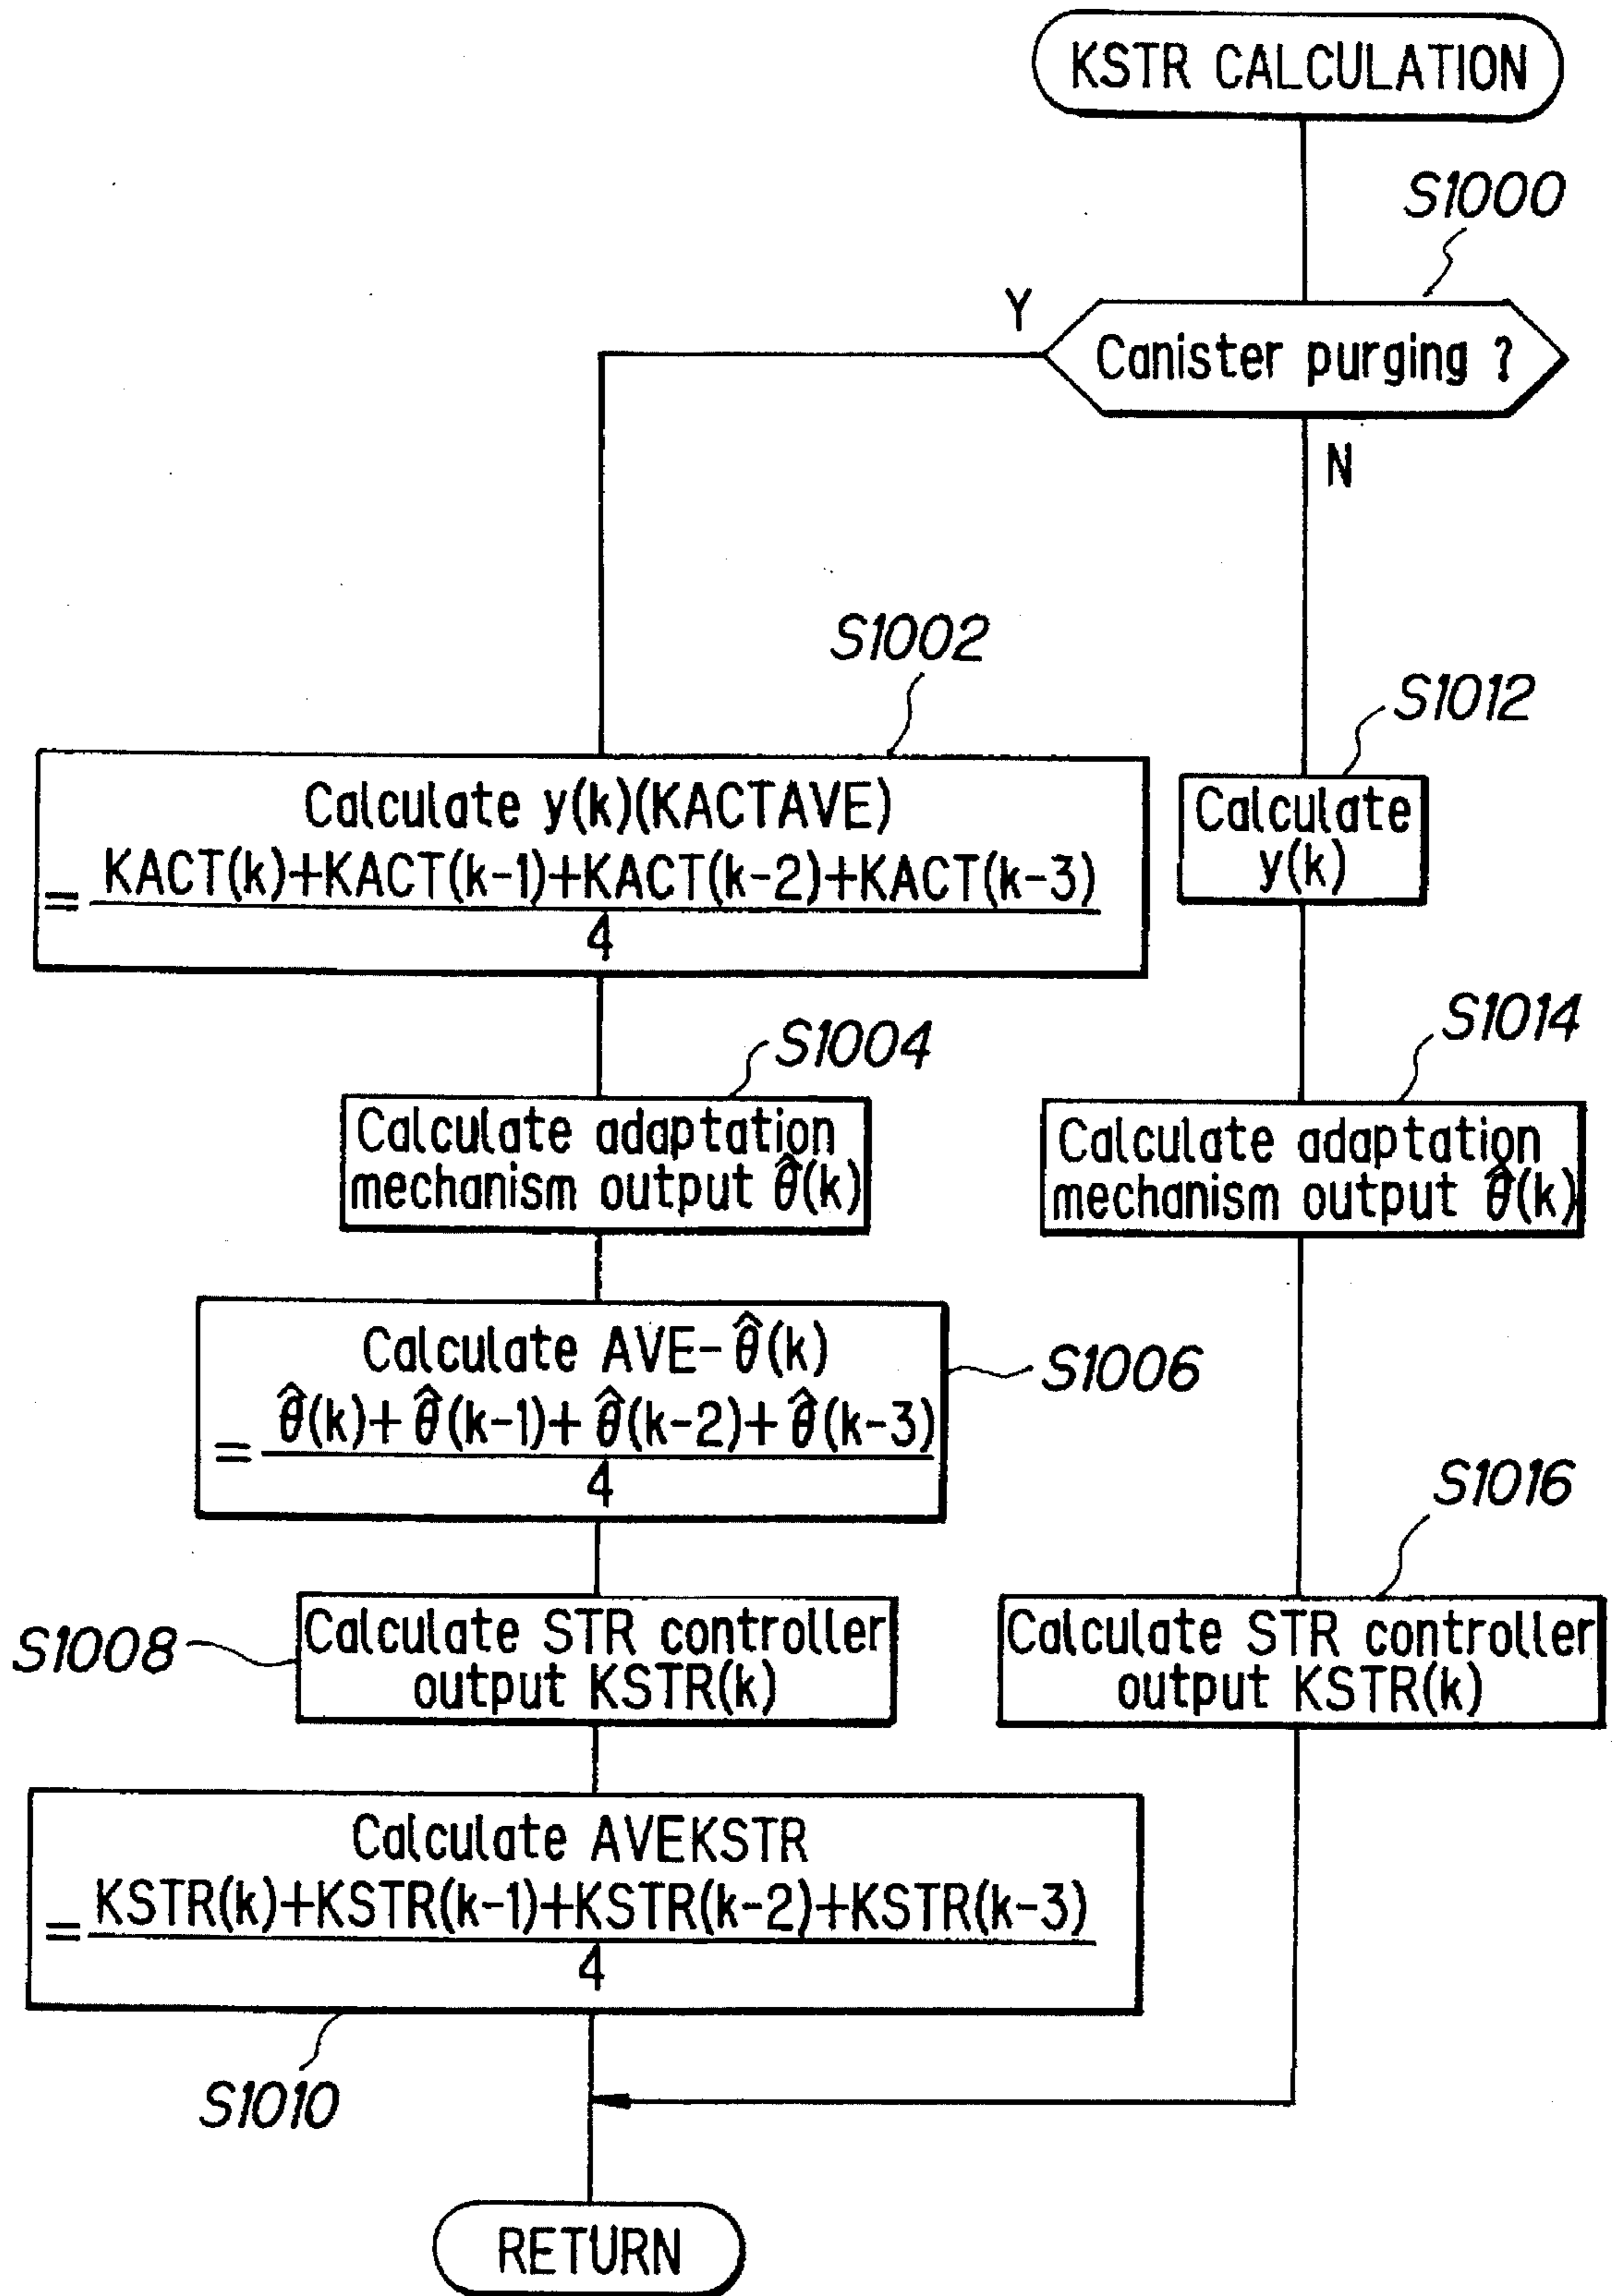 KSTR CALCULATION
S1000
Y
Canister purging ?
N
S1002
Calculate y(k)(KACTAVE)
= KACT(k)+KACT(k-1)+KACT(k-2)+KACT(k-3)
4
S1012
Calculate
y(k)
S1004
Calculate adaptation
mechanism output θ̂(k)
S1014
Calculate adaptation
mechanism output θ̂(k)
Calculate AVE-θ̂(k)
= θ̂(k)+θ̂(k-1)+θ̂(k-2)+θ̂(k-3)
4
S1006
S1008
Calculate STR controller
output KSTR(k)
S1016
Calculate STR controller
output KSTR(k)
Calculate AVEKSTR
= KSTR(k)+KSTR(k-1)+KSTR(k-2)+KSTR(k-3)
4
S1010
RETURN